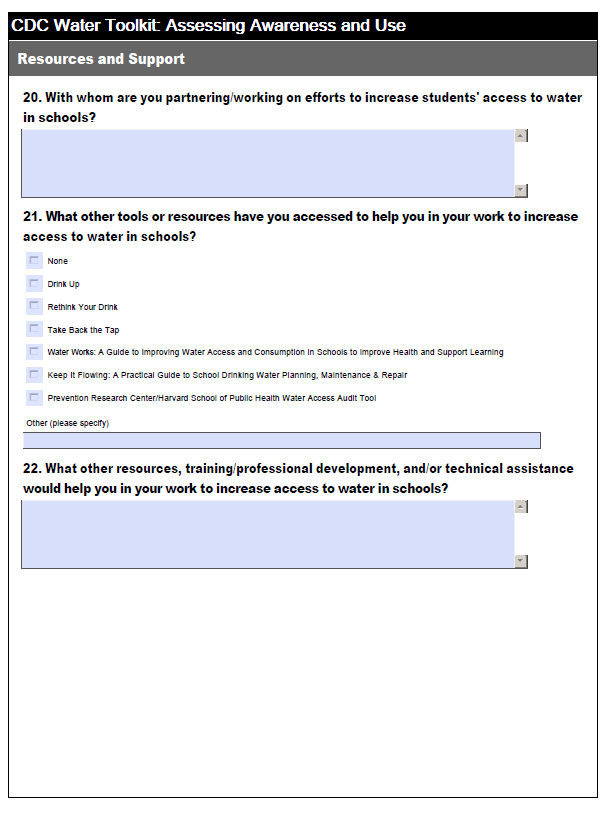 CDC Water Toolkit: Assessing Awareness and Use
Resources and Support
20. With whom are you partnering/working on efforts to increase students' access to water
in schools?
21. What other tools or resources have you accessed to help you in your work to increase
access to water in schools?
None
Drink Up
Rethink Your Drink
Take Back the Tap
Water Works: A Guide to Improving Water Access and Consumption in Schools to Improve Health and Support Learning
Keep It Flowing: A Practical Guide to School Drinking Water Planning, Maintenance & Repair
Prevention Research Center/Harvard School of Public Health Water Access Audit Tool
Other (please specify)
22. What other resources, training/professional development, and/or technical assistance
would help you in your work to increase access to water in schools?